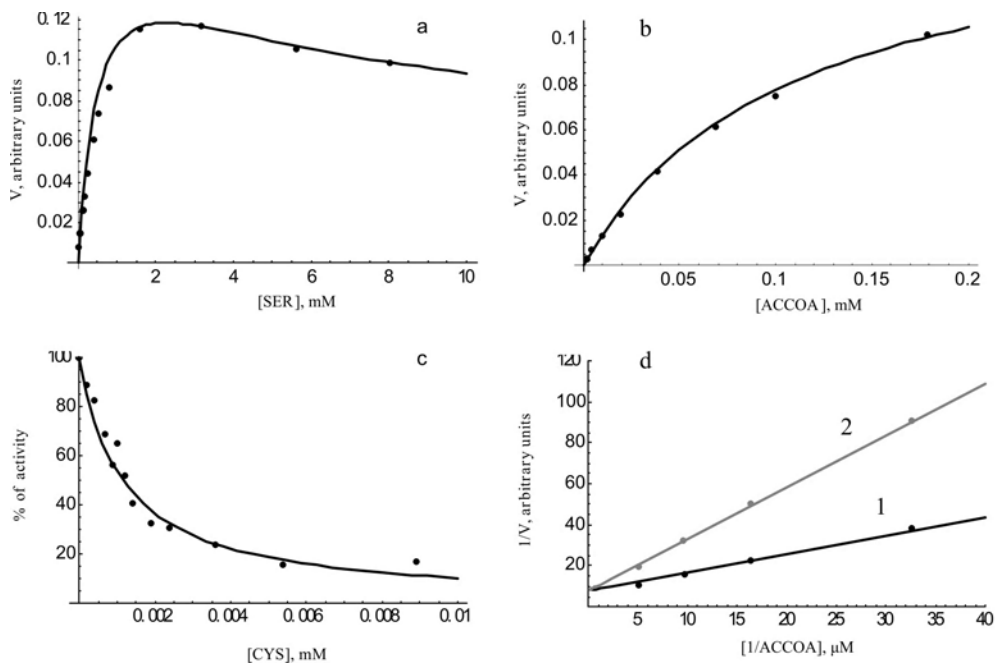 a
0.12
0.1
0.08
0.06
0.04
0.02
V, arbitrary units
2 4 6 8 10
[SER], mM
b
0.1
0.08
0.06
0.04
0.02
V, arbitrary units
0.05 0.1 0.15 0.2
[ACCOA], mM
c
100
80
60
40
20
% of activity
0.002 0.004 0.006 0.008 0.01
[CYS], mM
d
120
100
80
60
40
20
1/V, arbitrary units
2
1
5 10 15 20 25 30 35 40
[1/ACCOA], μM